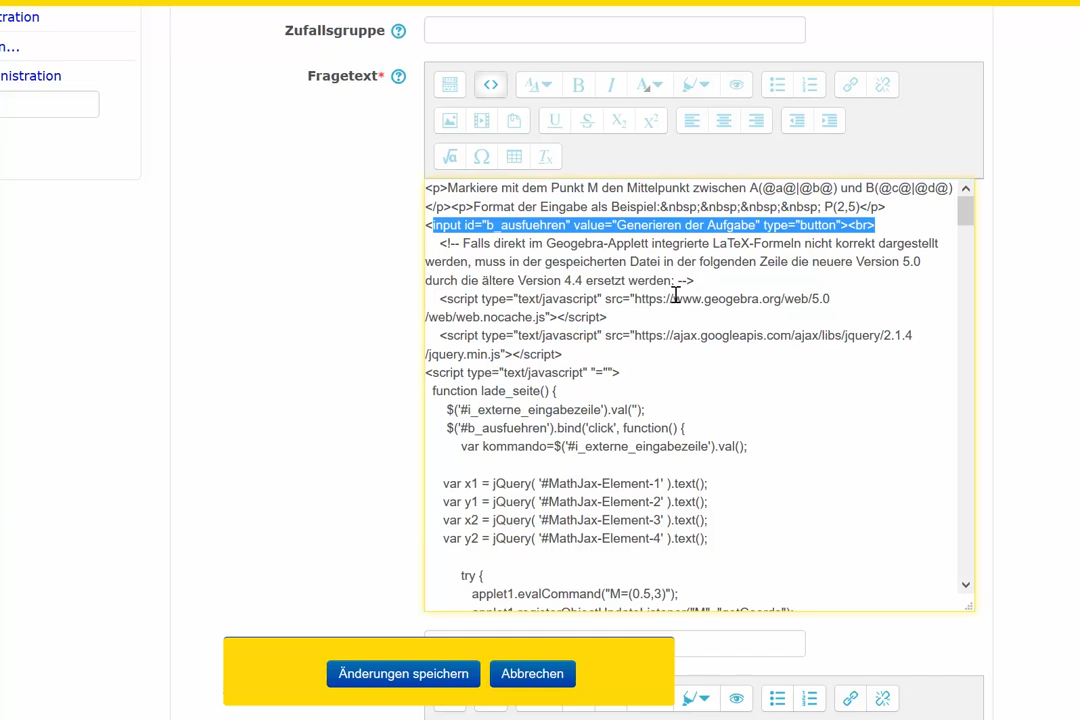 Zufallsgruppe
tration
n...
Fragetext*
nistration
<p>Markiere mit dem Punkt M den Mittelpunkt zwischen A(@a@|@b@) und B(@c@|@d@)
</p><p>Format der Eingabe als Beispiel:&nbsp;&nbsp;&nbsp;&nbsp; P(2,5)</p>
<input id="b_ausfuehren" value="Generieren der Aufgabe" type="button"><br>
<!-- Falls direkt im Geogebra-Applett integrierte LaTeX-Formeln nicht korrekt dargestellt
werden, muss in der gespeicherten Datei in der folgenden Zeile die neuere Version 5.0
durch die ältere Version 4.4 ersetzt werden: -->
<script type="text/javascript" src="https://www.geogebra.org/web/5.0
/web/web.nocache.js"></script>
<script type="text/javascript" src="https://ajax.googleapis.com/ajax/libs/jquery/2.1.4
/jquery.min.js"></script>
<script type="text/javascript" "="">
function lade_seite() {
$('#i_externe_eingabezeile').val('');
$('#b_ausfuehren').bind('click', function() {
var kommando=$('#i_externe_eingabezeile').val();
var x1 = jQuery( '#MathJax-Element-1' ).text();
var y1 = jQuery( '#MathJax-Element-2' ).text();
var x2 = jQuery( '#MathJax-Element-3' ).text();
var y2 = jQuery( '#MathJax-Element-4' ).text();
try {
applet1.evalCommand("M=(0.5,3)");
applet1.registerObjectUpdateListener("M", "getCoords");
Änderungen speichern
Abbrechen